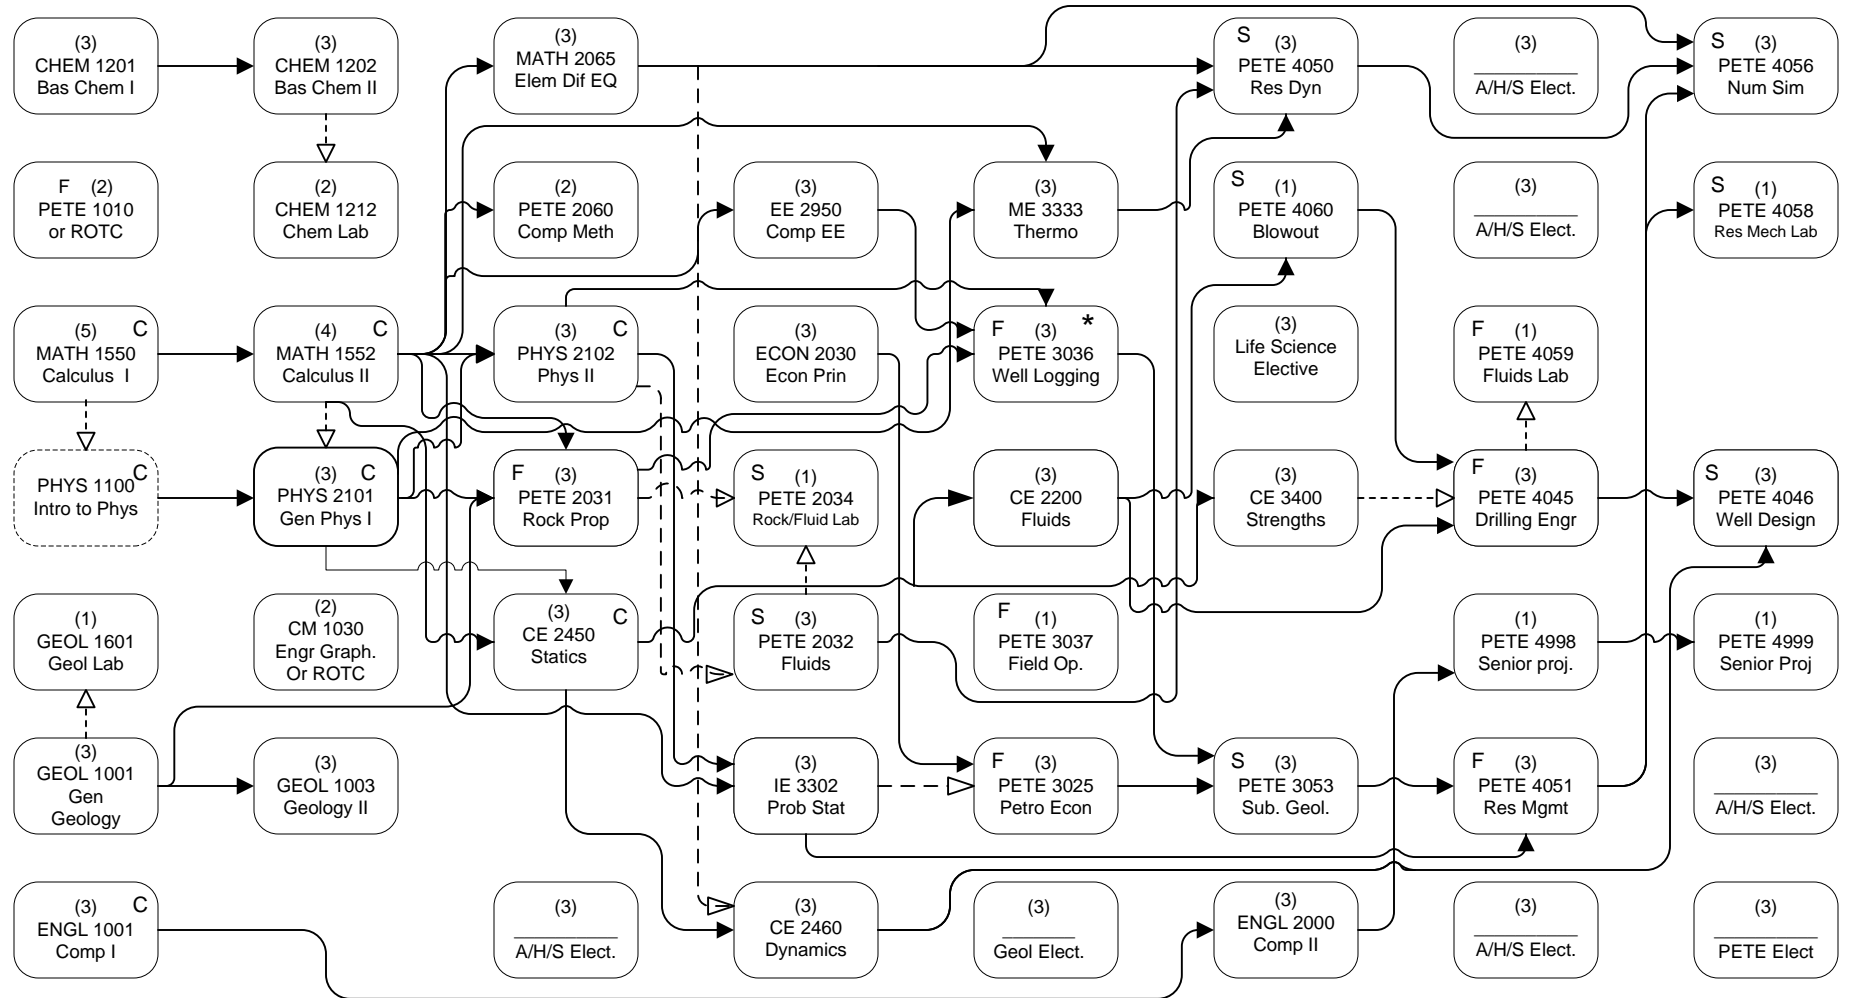 (3)
CHEM 1201
Bas Chem I
(3)
CHEM 1202
Bas Chem II
(3)
MATH 2065
Elem Dif EQ
S (3)
PETE 4050
Res Dyn
(3)
A/H/S Elect.
S (3)
PETE 4056
Num Sim
F (2)
PETE 1010
or ROTC
(2)
CHEM 1212
Chem Lab
(2)
PETE 2060
Comp Meth
(3)
EE 2950
Comp EE
(3)
ME 3333
Thermo
S (1)
PETE 4060
Blowout
(3)
A/H/S Elect.
S (1)
PETE 4058
Res Mech Lab
(5) C
MATH 1550
Calculus I
(4) C
MATH 1552
Calculus II
(3) C
PHYS 2102
Phys II
(3)
ECON 2030
Econ Prin
F (3) *
PETE 3036
Well Logging
(3)
Life Science
Elective
F (1)
PETE 4059
Fluids Lab
C
PHYS 1100
Intro to Phys
(3) C
PHYS 2101
Gen Phys I
F (3)
PETE 2031
Rock Prop
S (1)
PETE 2034
Rock/Fluid Lab
(3)
CE 2200
Fluids
(3)
CE 3400
Strengths
F (3)
PETE 4045
Drilling Engr
S (3)
PETE 4046
Well Design
(1)
GEOL 1601
Geol Lab
(2)
CM 1030
Engr Graph.
Or ROTC
(3) C
CE 2450
Statics
S (3)
PETE 2032
Fluids
F (1)
PETE 3037
Field Op.
(1)
PETE 4998
Senior proj.
(1)
PETE 4999
Senior Proj
(3)
GEOL 1001
Gen
Geology
(3)
GEOL 1003
Geology II
(3)
IE 3302
Prob Stat
F (3)
PETE 3025
Petro Econ
S (3)
PETE 3053
Sub. Geol.
F (3)
PETE 4051
Res Mgmt
(3)
A/H/S Elect.
(3) C
ENGL 1001
Comp I
(3)
A/H/S Elect.
(3)
CE 2460
Dynamics
(3)
Geol Elect.
(3)
ENGL 2000
Comp II
(3)
A/H/S Elect.
(3)
PETE Elect